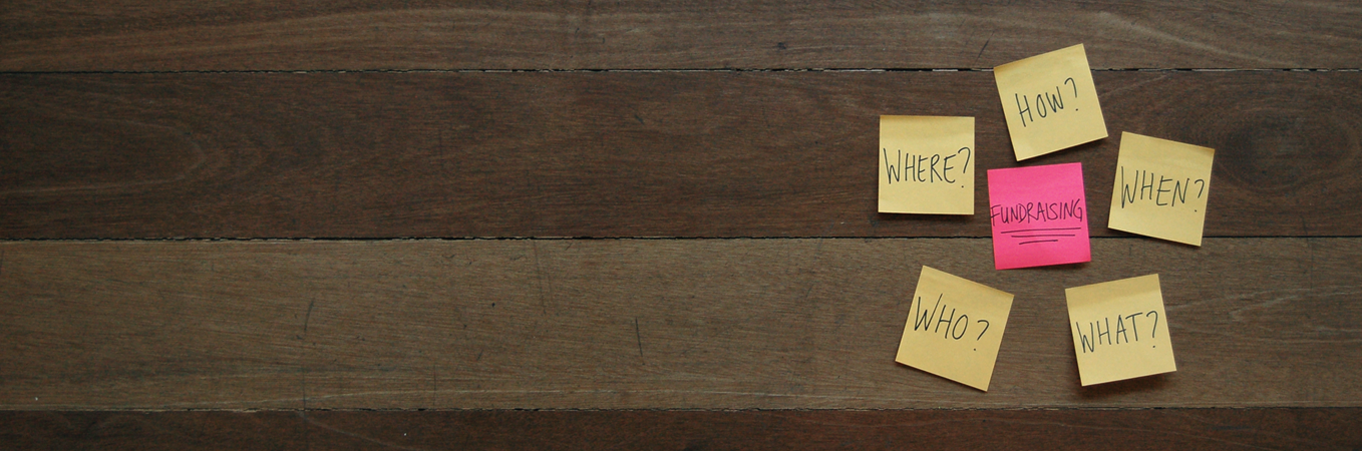 HOW?
WHERE?
WHEN?
FUNDRAISING
WHO?
WHAT?